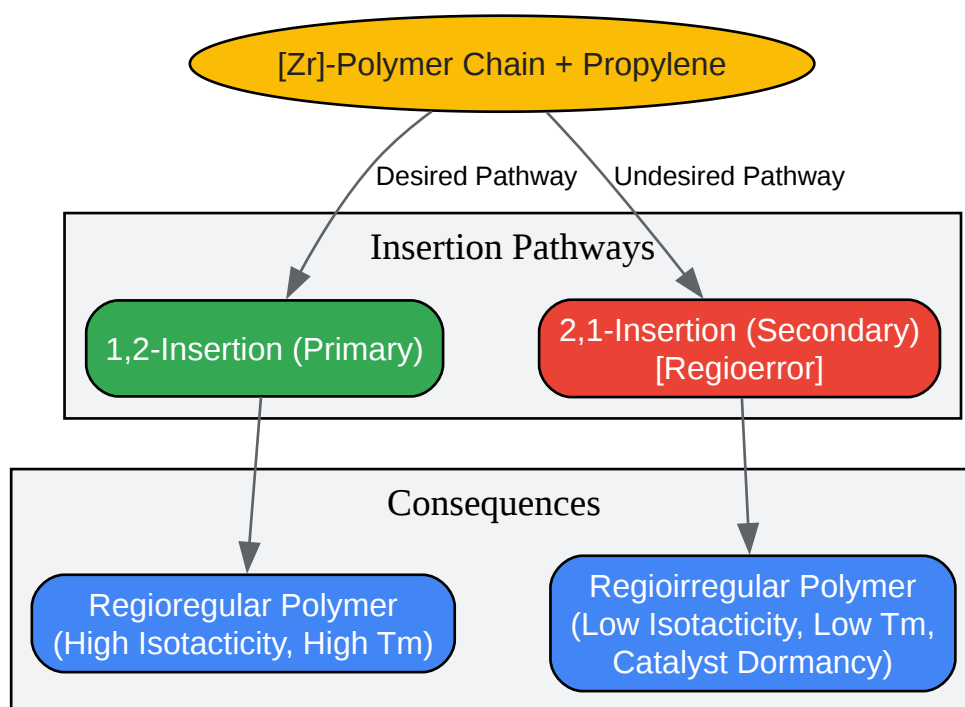 [Zr]-Polymer Chain + Propylene
Desired Pathway
Undesired Pathway
Insertion Pathways
1,2-Insertion (Primary)
2,1-Insertion (Secondary)
[Regioerror]
Consequences
Regioregular Polymer
(High Isotacticity, High Tm)
Regioirregular Polymer
(Low Isotacticity, Low Tm,
Catalyst Dormancy)